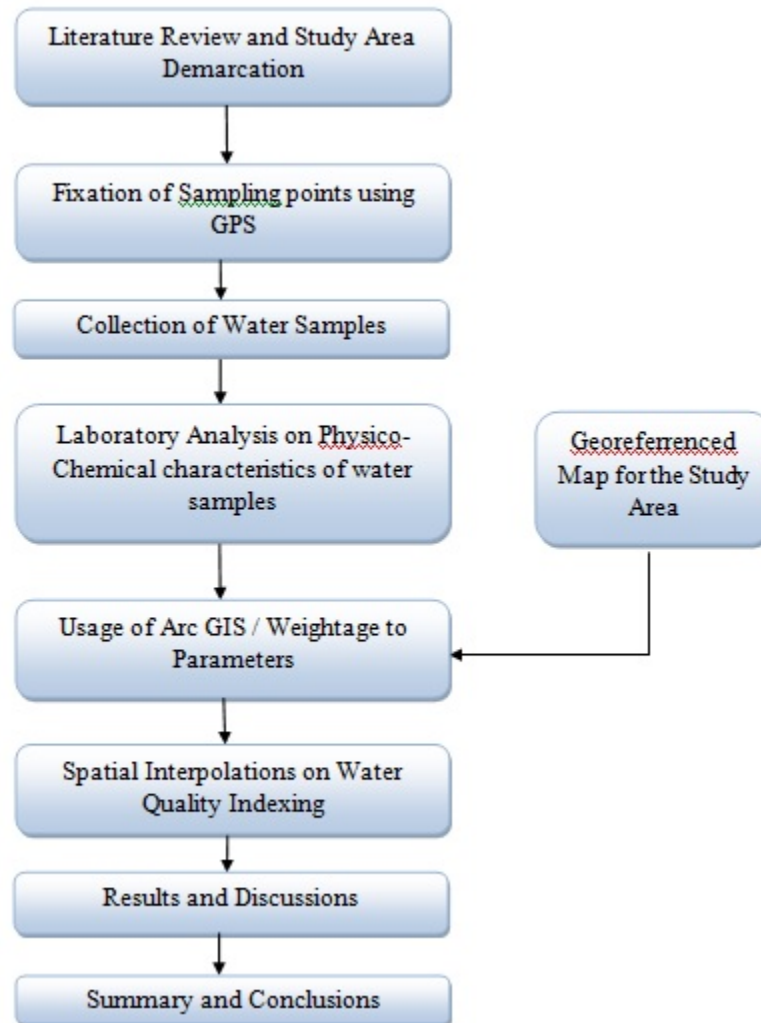 Literature Review and Study Area
Demarcation
Fixation of Sampling points using
GPS
Collection of Water Samples
Laboratory Analysis on Physico-
Chemical characteristics of water
samples
Georeferrenced
Map for the Study
Area
Usage of Arc GIS / Weightage to
Parameters
Spatial Interpolations on Water
Quality Indexing
Results and Discussions
Summary and Conclusions